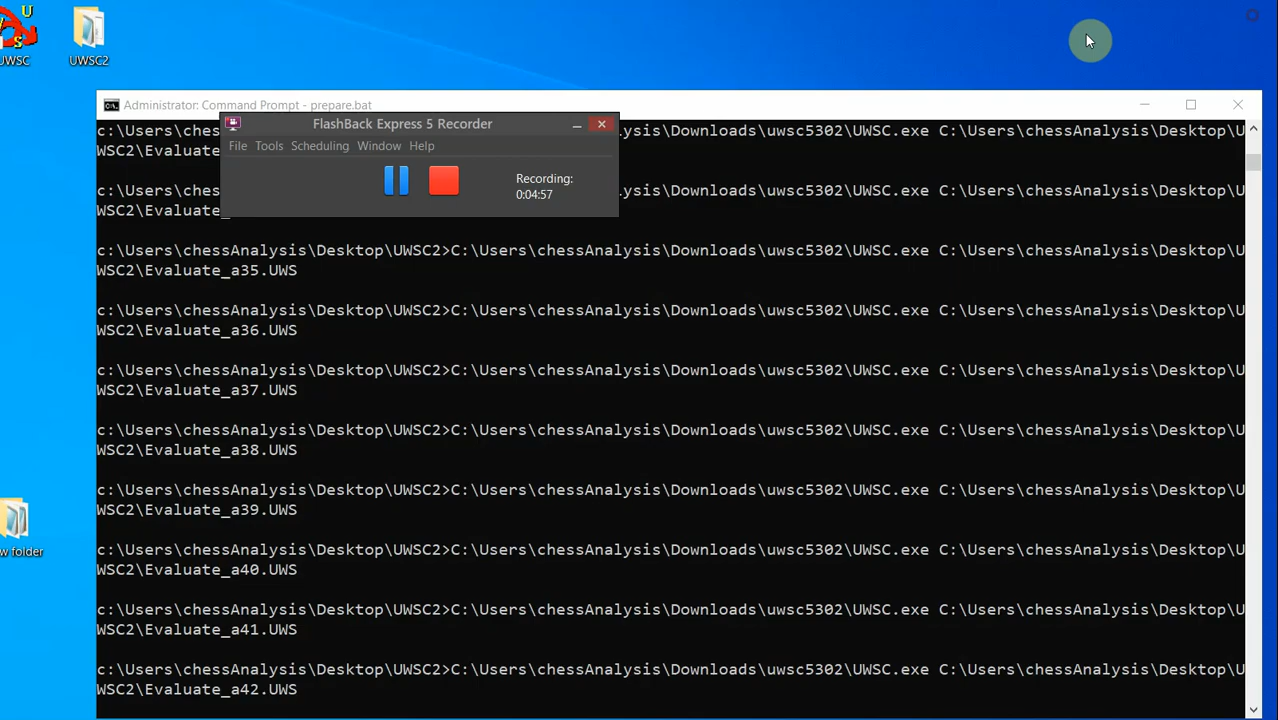 U
S
UWSC
UWSC2
Administrator: Command Prompt - prepare.bat
FlashBack Express 5 Recorder
File Tools Scheduling Window Help
Recording:
0:04:57
c:\Users\ches
lysis\Downloads\uwsc5302\UWSC.exe C:\Users\chessAnalysis\Desktop\U
WSC2\Evaluate_
lysis\Downloads\uwsc5302\UWSC.exe C:\Users\chessAnalysis\Desktop\U
c:\Users\ches
WSC2\Evaluate_
c:\Users\chessAnalysis\Desktop\UWSC2>C:\Users\chessAnalysis\Downloads\uwsc5302\UWSC.exe C:\Users\chessAnalysis\Desktop\U
WSC2\Evaluate_a35.UWS
c:\Users\chessAnalysis\Desktop\UWSC2>C:\Users\chessAnalysis\Downloads\uwsc5302\UWSC.exe C:\Users\chessAnalysis\Desktop\U
WSC2\Evaluate_a36.UWS
c:\Users\chessAnalysis\Desktop\UWSC2>C:\Users\chessAnalysis\Downloads\uwsc5302\UWSC.exe C:\Users\chessAnalysis\Desktop\U
WSC2\Evaluate_a37.UWS
c:\Users\chessAnalysis\Desktop\UWSC2>C:\Users\chessAnalysis\Downloads\uwsc5302\UWSC.exe C:\Users\chessAnalysis\Desktop\U
WSC2\Evaluate_a38.UWS
c:\Users\chessAnalysis\Desktop\UWSC2>C:\Users\chessAnalysis\Downloads\uwsc5302\UWSC.exe C:\Users\chessAnalysis\Desktop\U
WSC2\Evaluate_a39.UWS
w folder
c:\Users\chessAnalysis\Desktop\UWSC2>C:\Users\chessAnalysis\Downloads\uwsc5302\UWSC.exe C:\Users\chessAnalysis\Desktop\U
WSC2\Evaluate_a40.UWS
c:\Users\chessAnalysis\Desktop\UWSC2>C:\Users\chessAnalysis\Downloads\uwsc5302\UWSC.exe C:\Users\chessAnalysis\Desktop\U
WSC2\Evaluate_a41.UWS
c:\Users\chessAnalysis\Desktop\UWSC2>C:\Users\chessAnalysis\Downloads\uwsc5302\UWSC.exe C:\Users\chessAnalysis\Desktop\U
WSC2\Evaluate_a42.UWS